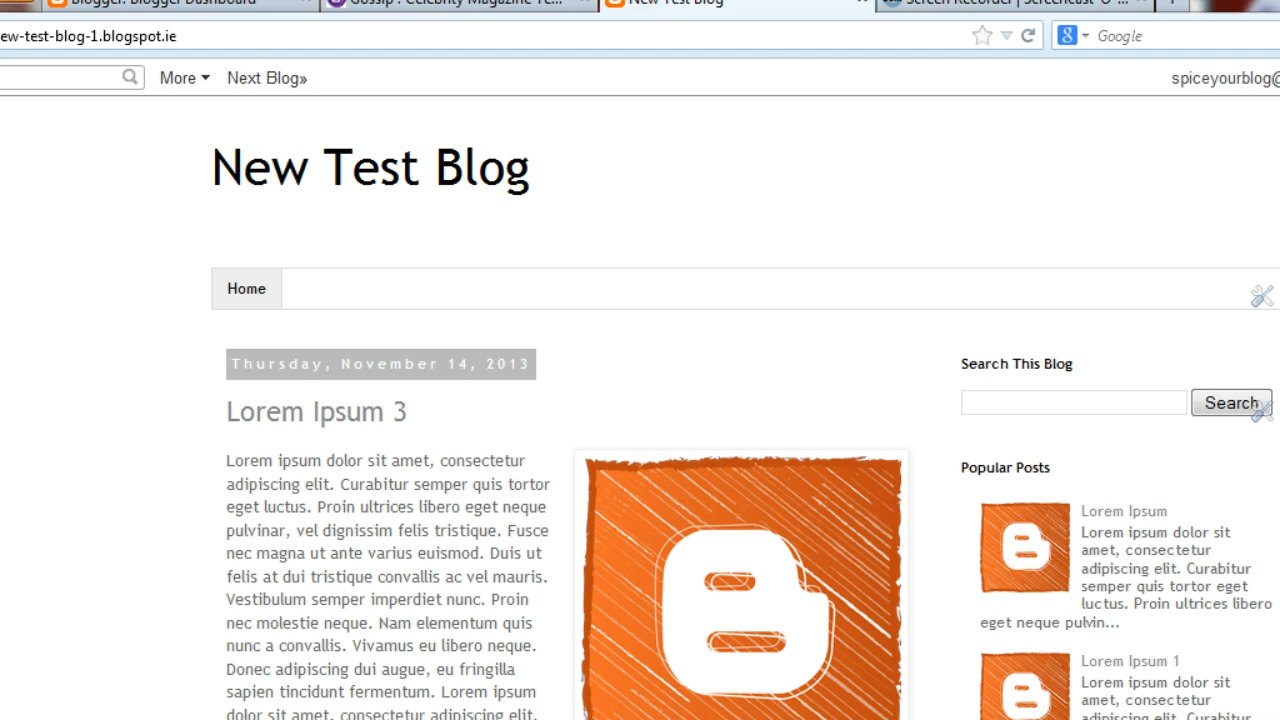 Blogger: Blogger Dashboard
Gossip : Celebrity Magazine Te...
New Test Blog
Screen Recorder | Screencast-O-...
ew-test-blog-1.blogspot.ie
Google
More
Next Blog»
spiceyourblog@
New Test Blog
Home
Thursday, November 14, 2013
Lorem Ipsum 3
Lorem ipsum dolor sit amet, consectetur
adipiscing elit. Curabitur semper quis tortor
eget luctus. Proin ultrices libero eget neque
pulvinar, vel dignissim felis tristique. Fusce
nec magna ut ante varius euismod. Duis ut
felis at dui tristique convallis ac vel mauris.
Vestibulum semper imperdiet nunc. Proin
nec molestie neque. Nam elementum quis
nunc a convallis. Vivamus eu libero neque.
Donec adipiscing dui augue, eu fringilla
sapien tincidunt fermentum. Lorem ipsum
dolor sit amet, consectetur adipiscing elit.
Search This Blog
Search
Popular Posts
Lorem Ipsum
Lorem ipsum dolor sit
amet, consectetur
adipiscing elit. Curabitur
semper quis tortor eget
luctus. Proin ultrices libero
eget neque pulvin...
Lorem Ipsum 1
Lorem ipsum dolor sit
amet, consectetur
adipiscing elit. Curabitur